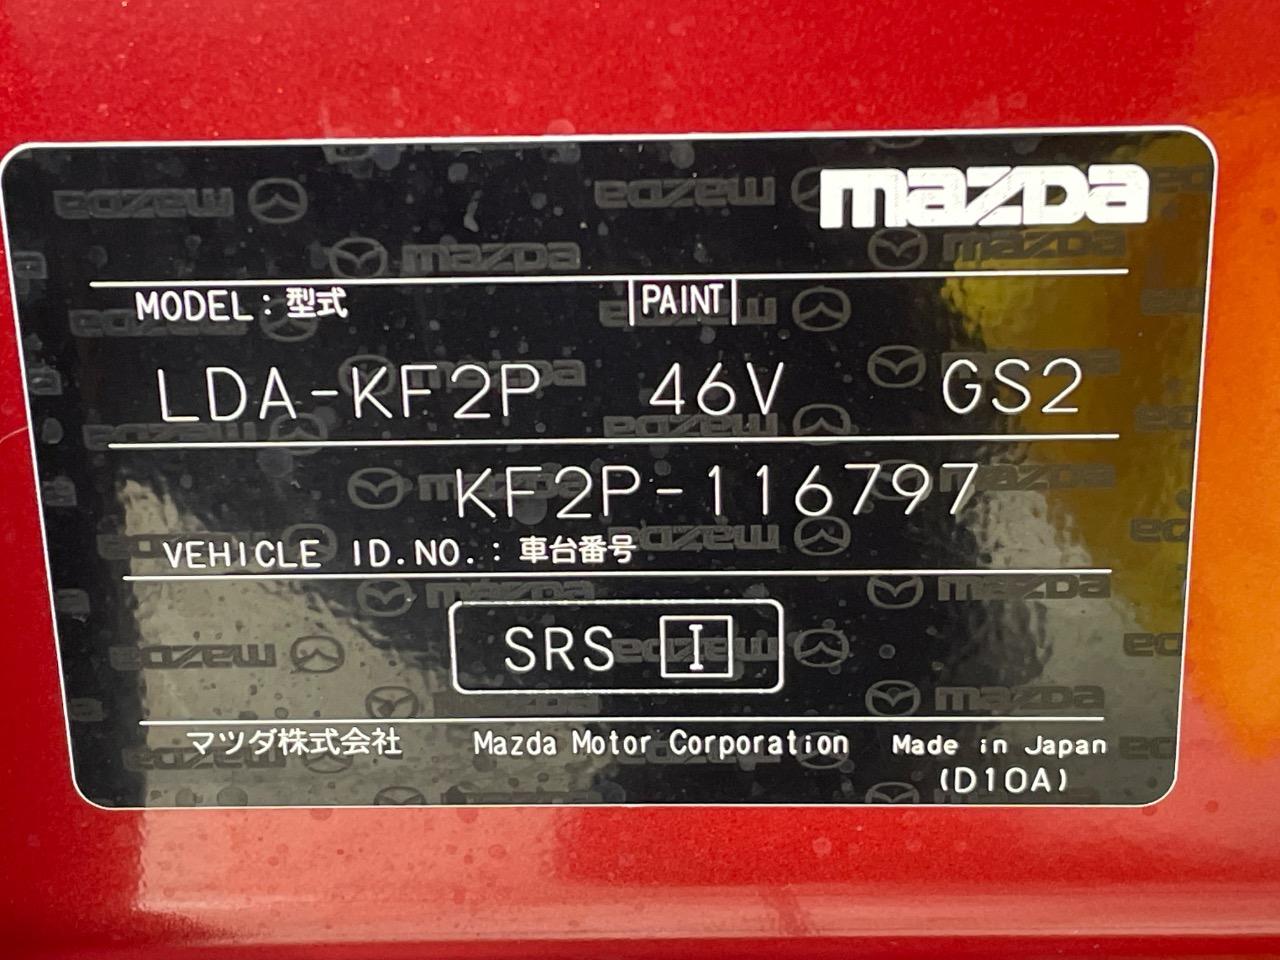 mazda
MODEL : 型式 PAINT
LDA-KF2P 46V GS2
KF2P-116797
VEHICLE ID.NO. : 車台番号
SRS I
マツダ株式会社 Mazda Motor Corporation Made in Japan
(D10A)